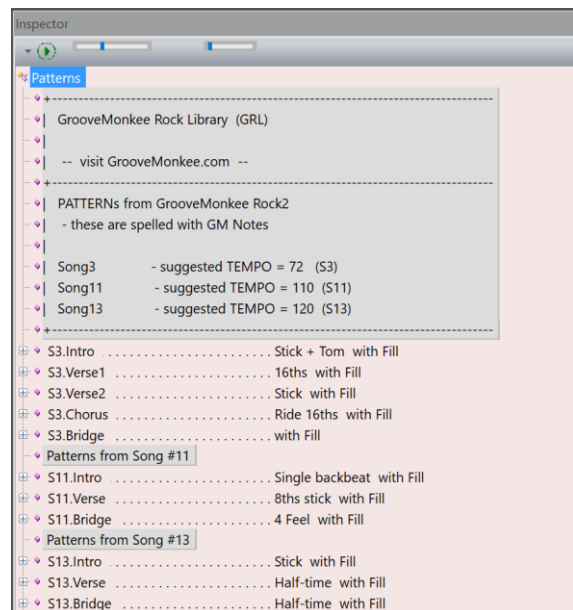 Inspector
Patterns
+-----------------------------------------------------------------------------------
| GrooveMonkee Rock Library (GRL)
|
| -- visit GrooveMonkee.com --
+-----------------------------------------------------------------------------------
| PATTERNs from GrooveMonkee Rock2
| - these are spelled with GM Notes
|
| Song3 - suggested TEMPO = 72 (S3)
| Song11 - suggested TEMPO = 110 (S11)
| Song13 - suggested TEMPO = 120 (S13)
+-----------------------------------------------------------------------------------
S3.Intro . . . . . . . . . . . . . . . . . . . . . . . Stick + Tom with Fill
S3.Verse1 . . . . . . . . . . . . . . . . . . . . . . 16ths with Fill
S3.Verse2 . . . . . . . . . . . . . . . . . . . . . . Stick with Fill
S3.Chorus . . . . . . . . . . . . . . . . . . . . . . Ride 16ths with Fill
S3.Bridge . . . . . . . . . . . . . . . . . . . . . . with Fill
Patterns from Song #11
S11.Intro . . . . . . . . . . . . . . . . . . . . . . Single backbeat with Fill
S11.Verse . . . . . . . . . . . . . . . . . . . . . . 8ths stick with Fill
S11.Bridge . . . . . . . . . . . . . . . . . . . . . 4 Feel with Fill
Patterns from Song #13
S13.Intro . . . . . . . . . . . . . . . . . . . . . . Stick with Fill
S13.Verse . . . . . . . . . . . . . . . . . . . . . . Half-time with Fill
S13.Bridge . . . . . . . . . . . . . . . . . . . . . Half-time with Fill